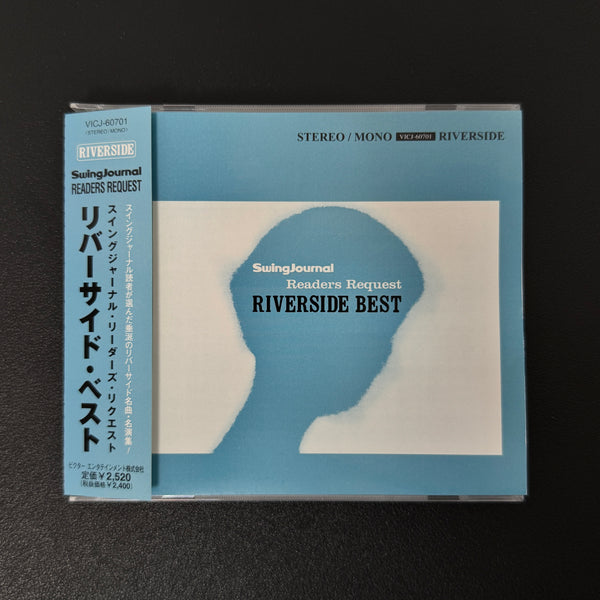 VICJ-60701
(STEREO/MONO)
RIVERSIDE
SwingJournal
READERS REQUEST
スイングジャーナル読者が選んだ垂涎のリバーサイド名曲・名演集!
スイングジャーナル・リーダーズ・リクエスト
リバーサイド・ベスト
ビクター エンタテインメント株式会社
定価¥2,520
(税抜価格¥2,400)
STEREO / MONO VICJ-60701 RIVERSIDE
SwingJournal
Readers Request
RIVERSIDE BEST